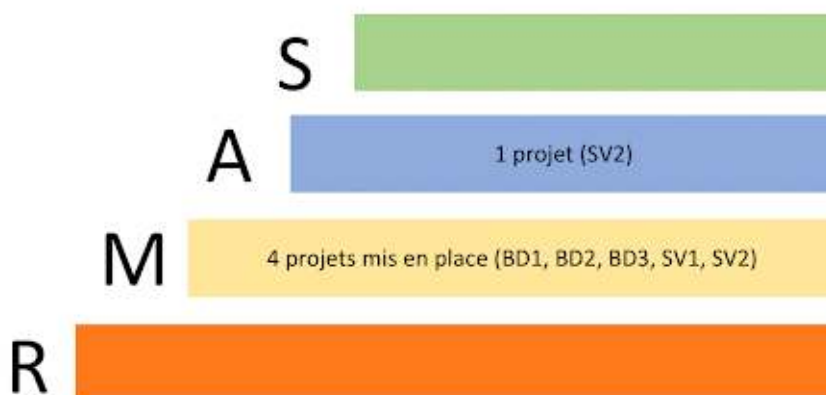 S
A
1 projet (SV2)
M
4 projets mis en place (BD1, BD2, BD3, SV1, SV2)
R